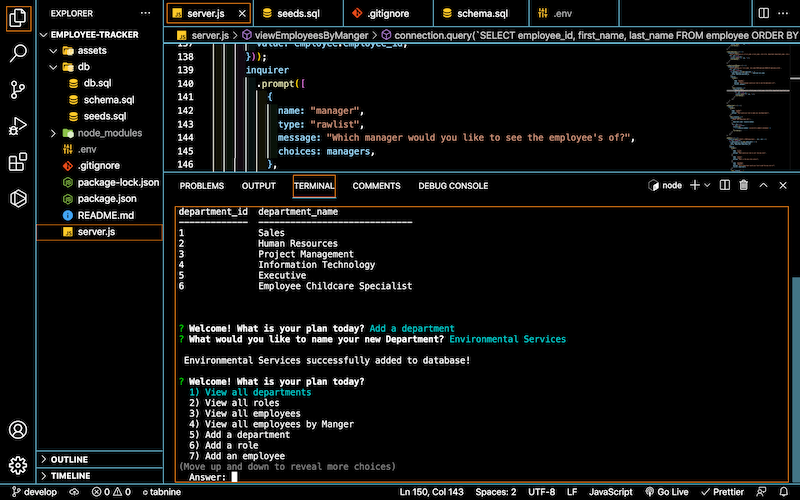 EXPLORER
EMPLOYEE-TRACKER
assets
db
db.sql
schema.sql
seeds.sql
node_modules
.env
.gitignore
package-lock.json
package.json
README.md
JS server.js
OUTLINE
TIMELINE
JS server.js
seeds.sql
.gitignore
schema.sql
.env
JS server.js > viewEmployeesByManger > connection.query(`SELECT employee_id, first_name, last_name FROM employee ORDER BY
137 value: employee.employee_id,
138 }));
139 inquirer
140 .prompt([
141 {
142 name: "manager",
143 type: "rawlist",
144 message: "Which manager would you like to see the employee's of?",
145 choices: managers,
146 },
PROBLEMS OUTPUT TERMINAL COMMENTS DEBUG CONSOLE node
department_id department_name
------------- ----------------------------
1 Sales
2 Human Resources
3 Project Management
4 Information Technology
5 Executive
6 Employee Childcare Specialist
? Welcome! What is your plan today? Add a department
? What would you like to name your new Department? Environmental Services
Environmental Services successfully added to database!
? Welcome! What is your plan today?
1) View all departments
2) View all roles
3) View all employees
4) View all employees by Manger
5) Add a department
6) Add a role
7) Add an employee
(Move up and down to reveal more choices)
Answer:
develop 0 0 tabnine Ln 150, Col 143 Spaces: 2 UTF-8 LF JavaScript Go Live Prettier